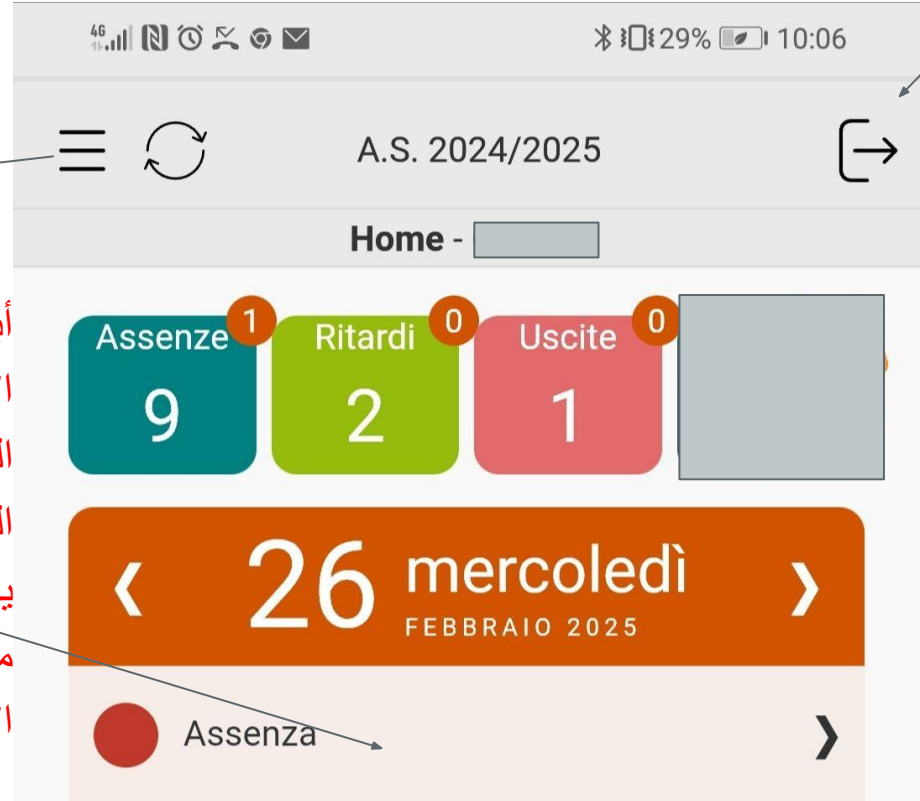 46
29% 10:06
A.S. 2024/2025
Home -
Assenze 1
9
Ritardi 0
2
Uscite 0
1
26 mercoledì
FEBBRAIO 2025
Assenza